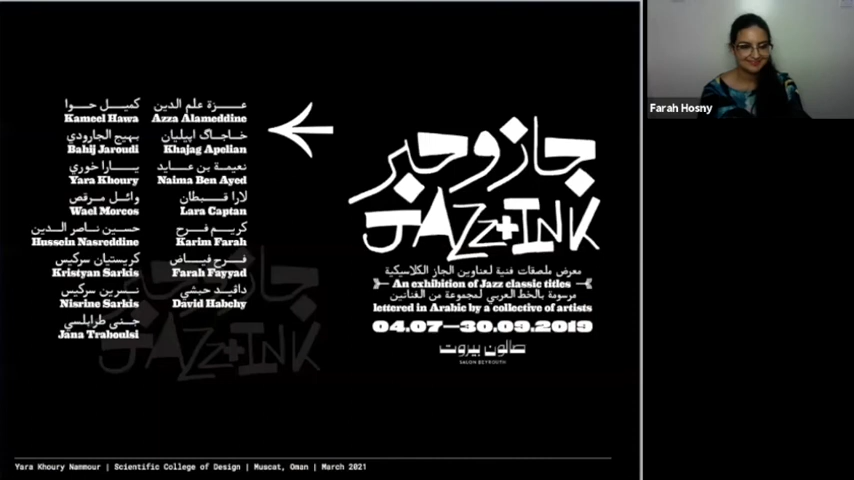 جاز وحبر
JAZZ+INK
معرض ملصقات فنية لعناوين الجاز الكلاسيكية
An exhibition of Jazz classic titles
مرسومة بالخط العربي لمجموعة من الفنانين
lettered in Arabic by a collective of artists
04.07—30.09.2019
صالون بيروت
SALON BEYROUTH
عزة علم الدين
Azza Alameddine
خاجاگ اپيليان
Khajag Apelian
نعيمة بن عايد
Naima Ben Ayed
لارا قبطان
Lara Captan
كريم فرح
Karim Farah
فرح فياض
Farah Fayyad
داڤيد حبشي
David Habchy
كميل حوا
Kameel Hawa
بهيج الجارودي
Bahij Jaroudi
يارا خوري
Yara Khoury
وائل مرقص
Wael Morcos
حسين ناصر الدين
Hussein Nasreddine
كريستيان سركيس
Kristyan Sarkis
نسرين سركيس
Nisrine Sarkis
جنى طرابلسي
Jana Traboulsi
جاز وحبر
JAZZ+INK
Yara Khoury Nammour | Scientific College of Design | Muscat, Oman | March 2021
Farah Hosny